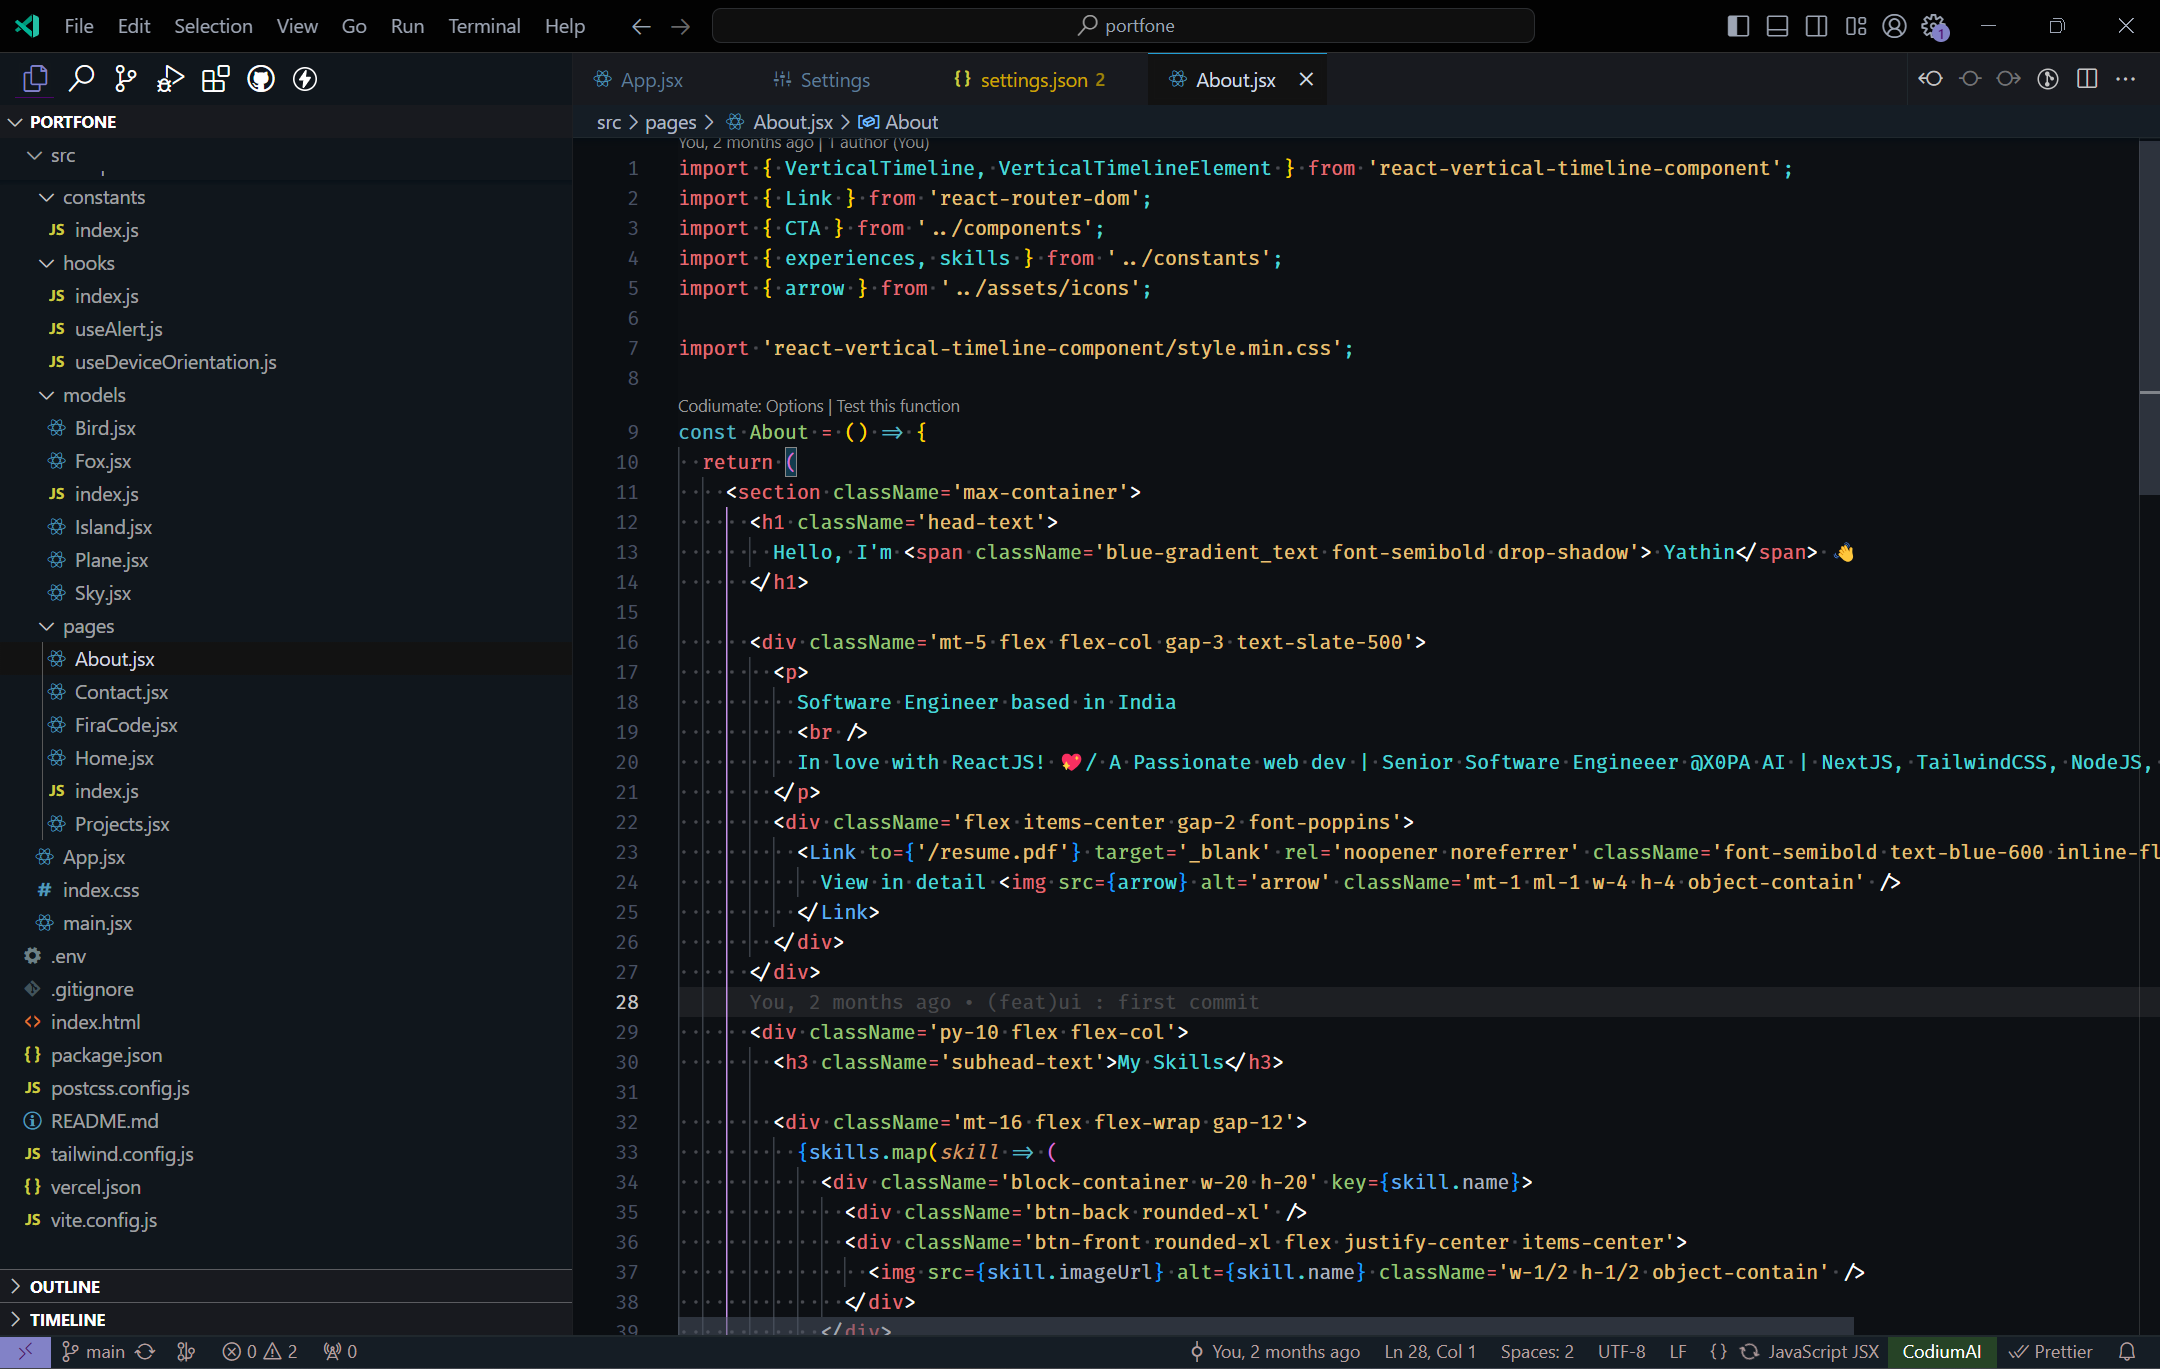 File Edit Selection View Go Run Terminal Help
portfone
1
App.jsx
Settings
settings.json 2
About.jsx
PORTFONE
src
constants
JS index.js
hooks
JS index.js
JS useAlert.js
JS useDeviceOrientation.js
models
Bird.jsx
Fox.jsx
JS index.js
Island.jsx
Plane.jsx
Sky.jsx
pages
About.jsx
Contact.jsx
FiraCode.jsx
Home.jsx
JS index.js
Projects.jsx
App.jsx
# index.css
main.jsx
.env
.gitignore
<> index.html
{} package.json
JS postcss.config.js
README.md
JS tailwind.config.js
{} vercel.json
JS vite.config.js
OUTLINE
TIMELINE
src > pages > About.jsx > About
You, 2 months ago | 1 author (You)
1 import { VerticalTimeline, VerticalTimelineElement } from 'react-vertical-timeline-component';
2 import { Link } from 'react-router-dom';
3 import { CTA } from '../components';
4 import { experiences, skills } from '../constants';
5 import { arrow } from '../assets/icons';
6
7 import 'react-vertical-timeline-component/style.min.css';
8
Codiumate: Options | Test this function
9 const About = () => {
10 return (
11 <section className='max-container'>
12 <h1 className='head-text'>
13 Hello, I'm <span className='blue-gradient_text font-semibold drop-shadow'> Yathin</span> 👋
14 </h1>
15
16 <div className='mt-5 flex flex-col gap-3 text-slate-500'>
17 <p>
18 Software Engineer based in India
19 <br />
20 In love with ReactJS! 💖/ A Passionate web dev | Senior Software Engineeer @X0PA AI | NextJS, TailwindCSS, NodeJS,
21 </p>
22 <div className='flex items-center gap-2 font-poppins'>
23 <Link to={'/resume.pdf'} target='_blank' rel='noopener noreferrer' className='font-semibold text-blue-600 inline-fl
24 View in detail <img src={arrow} alt='arrow' className='mt-1 ml-1 w-4 h-4 object-contain' />
25 </Link>
26 </div>
27 </div>
28 You, 2 months ago • (feat)ui : first commit
29 <div className='py-10 flex flex-col'>
30 <h3 className='subhead-text'>My Skills</h3>
31
32 <div className='mt-16 flex flex-wrap gap-12'>
33 {skills.map(skill => (
34 <div className='block-container w-20 h-20' key={skill.name}>
35 <div className='btn-back rounded-xl' />
36 <div className='btn-front rounded-xl flex justify-center items-center'>
37 <img src={skill.imageUrl} alt={skill.name} className='w-1/2 h-1/2 object-contain' />
38 </div>
39 </div>
main 0 2 0 You, 2 months ago Ln 28, Col 1 Spaces: 2 UTF-8 LF {} JavaScript JSX CodiumAI Prettier